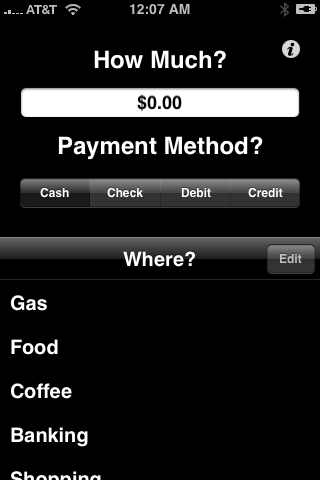 AT&T 12:07 AM
How Much?
$0.00
Payment Method?
Cash Check Debit Credit
Where? Edit
Gas
Food
Coffee
Banking
Shopping